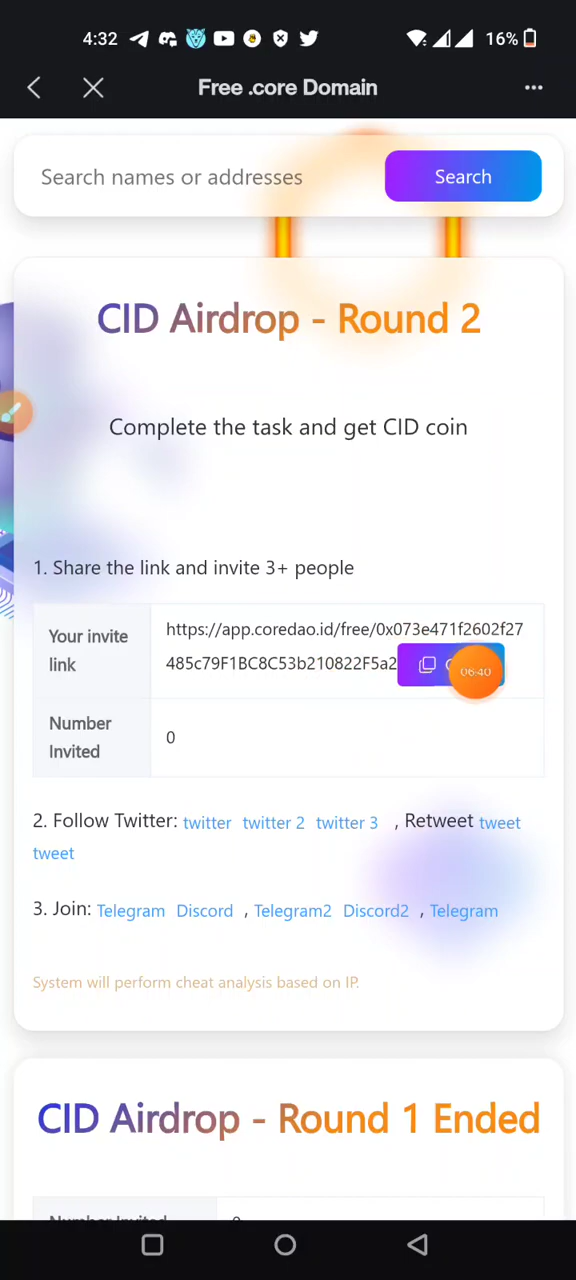 4:32
16%
Free .core Domain
Search names or addresses
Search
CID Airdrop - Round 2
Complete the task and get CID coin
1. Share the link and invite 3+ people
Your invite link
https://app.coredao.id/free/0x073e471f2602f27
485c79F1BC8C53b210822F5a2
06:40
Number Invited
0
2. Follow Twitter: twitter twitter 2 twitter 3 , Retweet tweet
tweet
3. Join: Telegram Discord , Telegram2 Discord2 , Telegram
System will perform cheat analysis based on IP.
CID Airdrop - Round 1 Ended
Number Invited